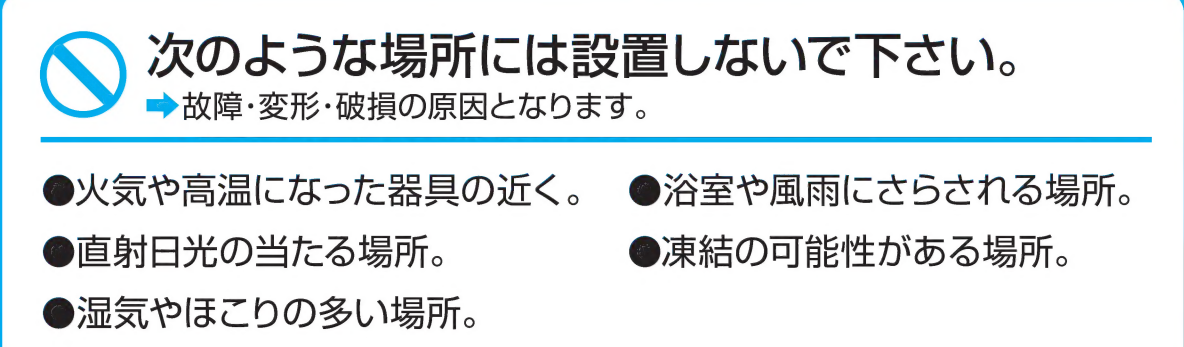 次のような場所には設置しないで下さい。
➡故障・変形・破損の原因となります。
●火気や高温になった器具の近く。
●直射日光の当たる場所。
●湿気やほこりの多い場所。
●浴室や風雨にさらされる場所。
●凍結の可能性がある場所。